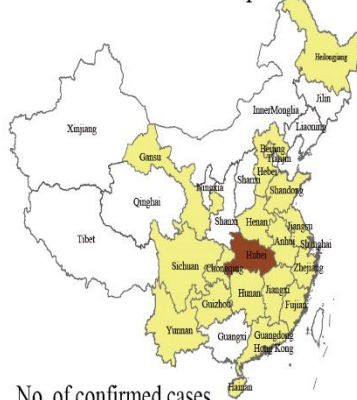 Heilongjiang
Jilin
InnerMonglia
Liaoning
Xinjiang
Beijing
Gansu
Hebei
Ningxia
Shanxi
Shandong
Qinghai
Shanxi
Henan
Jiangsu
Tibet
Anhui
Shanghai
Hubei
Sichuan
Chongqing
Zhejiang
Hunan
Jiangxi
Guizhou
Fujian
Yunnan
Guangxi
Guangdong
Hong Kong
Hainan
No. of confirmed cases